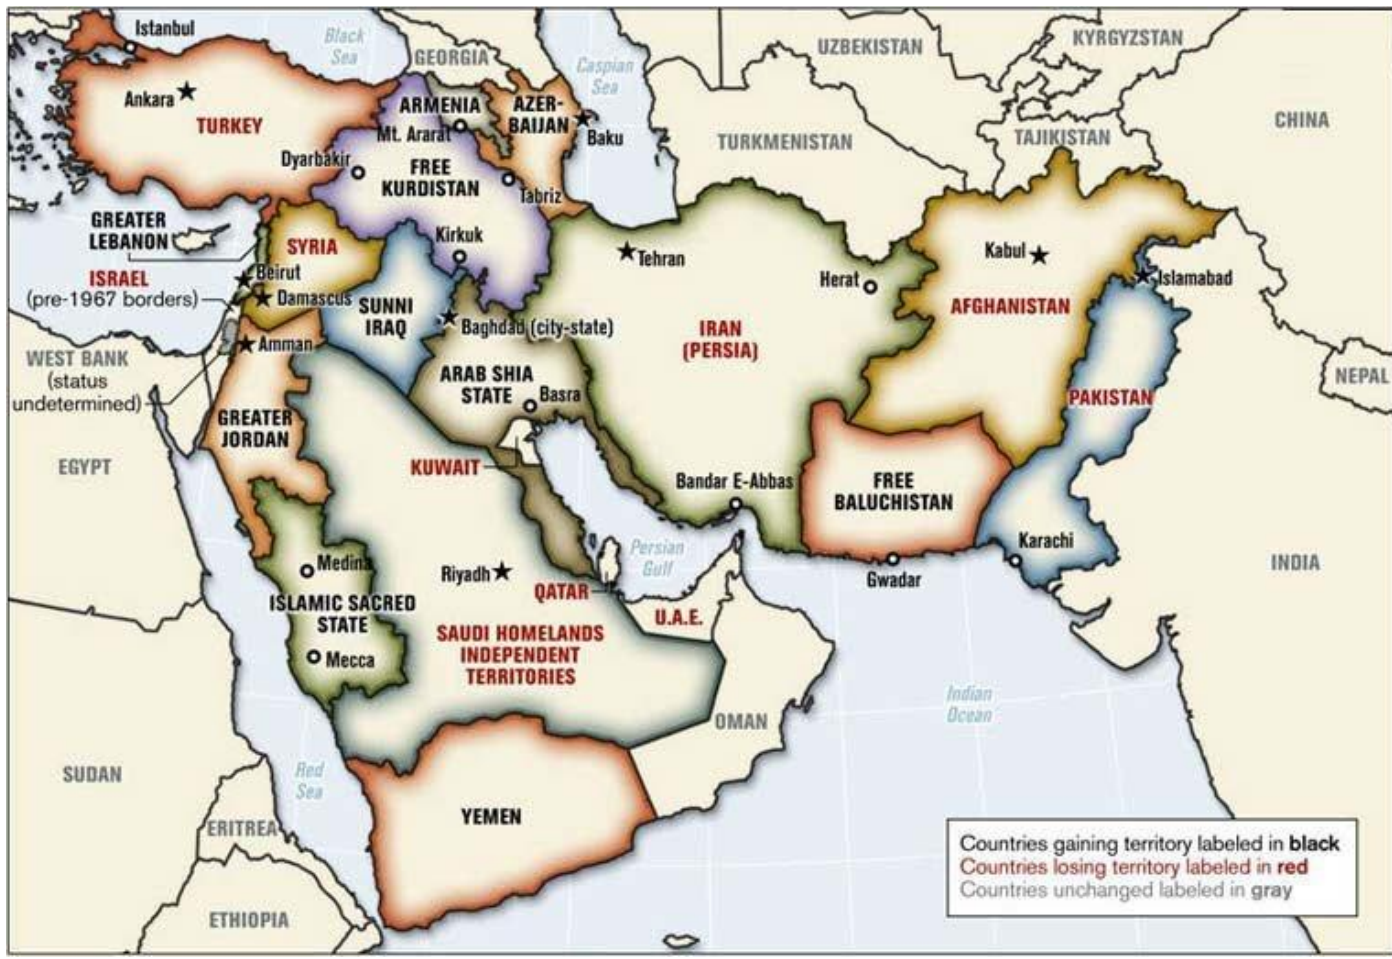 Istanbul
Black
Sea
GEORGIA
Caspian
Sea
UZBEKISTAN
KYRGYZSTAN
Ankara
TURKEY
ARMENIA
Mt. Ararat
AZER-
BAIJAN
Baku
TURKMENISTAN
TAJIKISTAN
CHINA
Dyarbakir
FREE
KURDISTAN
Tabriz
GREATER
LEBANON
SYRIA
Kirkuk
Tehran
Herat
Kabul
Islamabad
ISRAEL
(pre-1967 borders)
Beirut
Damascus
SUNNI
IRAQ
Baghdad (city-state)
IRAN
(PERSIA)
AFGHANISTAN
WEST BANK
(status
undetermined)
Amman
ARAB SHIA
STATE
Basra
PAKISTAN
NEPAL
GREATER
JORDAN
EGYPT
KUWAIT
Bandar E-Abbas
FREE
BALUCHISTAN
Karachi
Gwadar
INDIA
Medina
Riyadh
Persian
Gulf
QATAR
U.A.E.
ISLAMIC SACRED
STATE
Mecca
SAUDI HOMELANDS
INDEPENDENT
TERRITORIES
OMAN
Indian
Ocean
SUDAN
Red
Sea
ERITREA
YEMEN
ETHIOPIA
Countries gaining territory labeled in black
Countries losing territory labeled in red
Countries unchanged labeled in gray